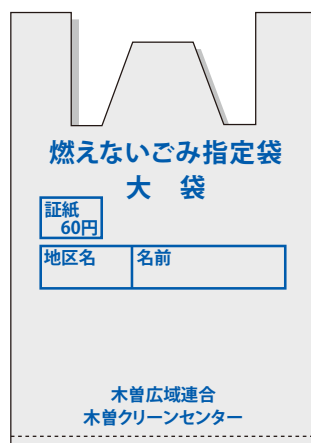 燃えないごみ指定袋
大 袋
証紙
60円
地区名 名前
木曽広域連合
木曽クリーンセンター